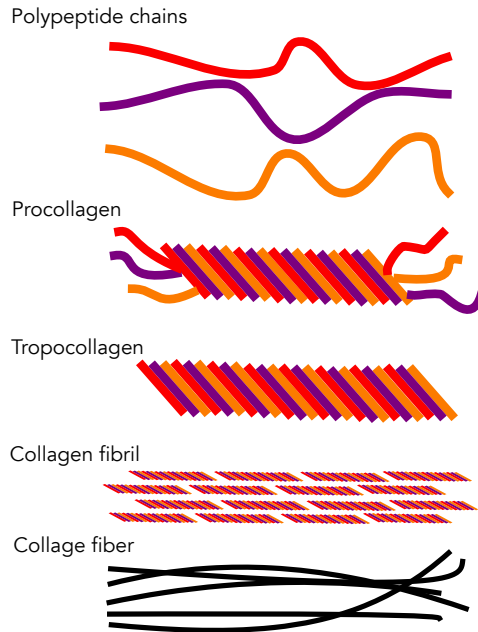 Polypeptide chains
Procollagen
Tropocollagen
Collagen fibril
Collage fiber